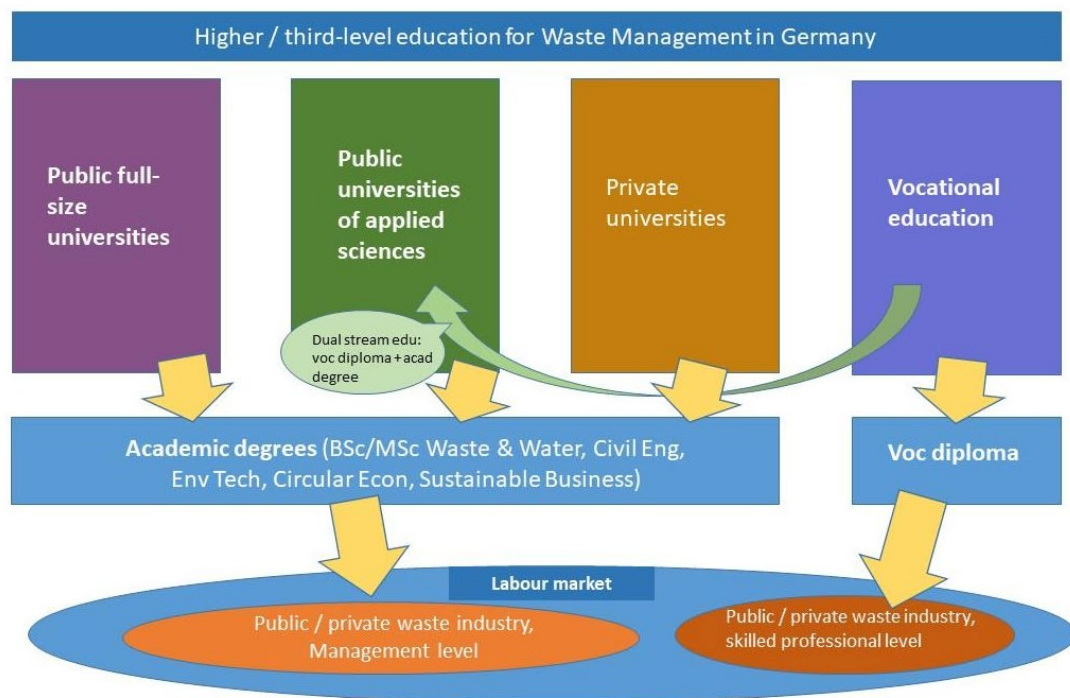 Higher / third-level education for Waste Management in Germany
Public full-
size
universities
Public
universities
of applied
sciences
Private
universities
Vocational
education
Dual stream edu:
voc diploma + acad
degree
Academic degrees (BSc/MSc Waste & Water, Civil Eng,
Env Tech, Circular Econ, Sustainable Business)
Voc diploma
Labour market
Public / private waste industry,
Management level
Public / private waste industry,
skilled professional level